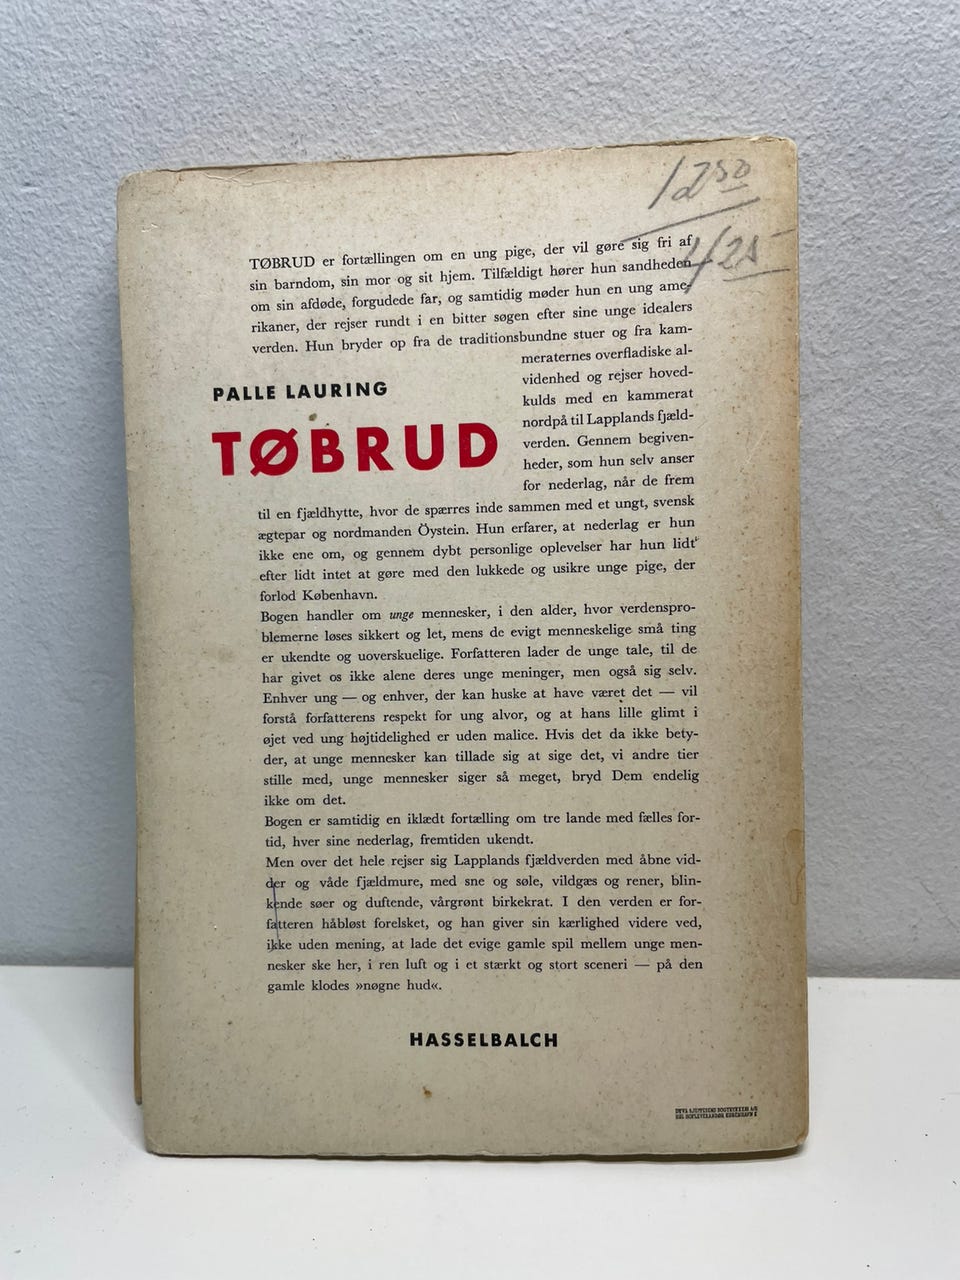 12⁵⁰
4/25
TØBRUD er fortællingen om en ung pige, der vil gøre sig fri af
sin barndom, sin mor og sit hjem. Tilfældigt hører hun sandheden
om sin afdøde, forgudede far, og samtidig møder hun en ung ame-
rikaner, der rejser rundt i en bitter søgen efter sine unge idealers
verden. Hun bryder op fra de traditionsbundne stuer og fra kam-
meraternes overfladiske al-
videnhed og rejser hoved-
kulds med en kammerat
nordpå til Lapplands fjæld-
verden. Gennem begiven-
heder, som hun selv anser
for nederlag, når de frem
PALLE LAURING
TØBRUD
til en fjældhytte, hvor de spærres inde sammen med et ungt, svensk
ægtepar og nordmanden Öystein. Hun erfarer, at nederlag er hun
ikke ene om, og gennem dybt personlige oplevelser har hun lidt
efter lidt intet at gøre med den lukkede og usikre unge pige, der
forlod København.
Bogen handler om unge mennesker, i den alder, hvor verdenspro-
blemerne løses sikkert og let, mens de evigt menneskelige små ting
er ukendte og uoverskuelige. Forfatteren lader de unge tale, til de
har givet os ikke alene deres unge meninger, men også sig selv.
Enhver ung — og enhver, der kan huske at have været det — vil
forstå forfatterens respekt for ung alvor, og at hans lille glimt i
øjet ved ung højtidelighed er uden malice. Hvis det da ikke bety-
der, at unge mennesker kan tillade sig at sige det, vi andre tier
stille med, unge mennesker siger så meget, bryd Dem endelig
ikke om det.
Bogen er samtidig en iklædt fortælling om tre lande med fælles for-
tid, hver sine nederlag, fremtiden ukendt.
Men over det hele rejser sig Lapplands fjældverden med åbne vid-
der og våde fjældmure, med sne og søle, vildgæs og rener, blin-
kende søer og duftende, vårgrønt birkekrat. I den verden er for-
fatteren håbløst forelsket, og han giver sin kærlighed videre ved,
ikke uden mening, at lade det evige gamle spil mellem unge men-
nesker ske her, i ren luft og i et stærkt og stort sceneri — på den
gamle klodes »nøgne hud«.
HASSELBALCH